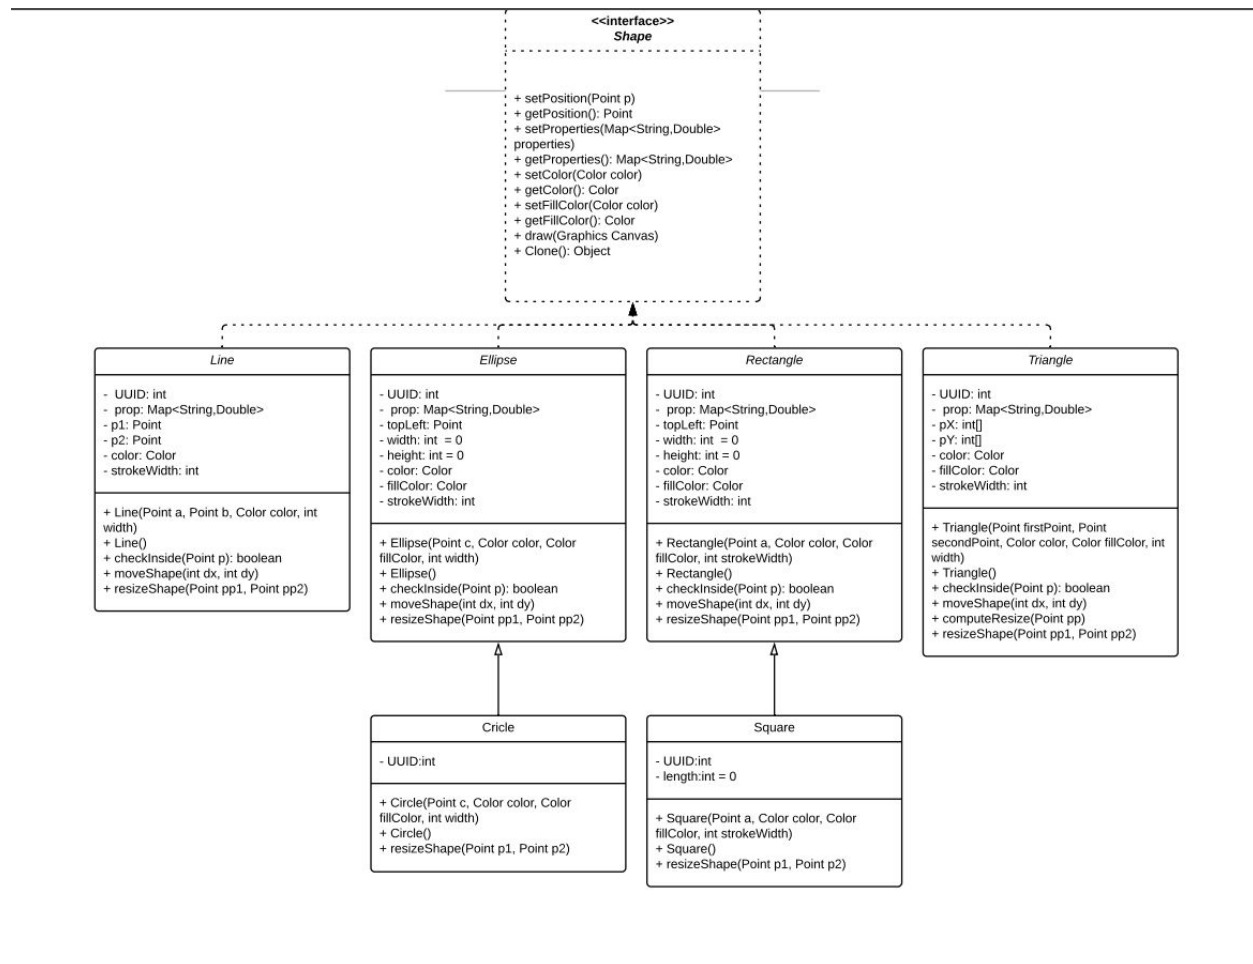 <<interface>>
Shape
+ setPosition(Point p)
+ getPosition(): Point
+ setProperties(Map<String,Double>
properties)
+ getProperties(): Map<String,Double>
+ setColor(Color color)
+ getColor(): Color
+ setFillColor(Color color)
+ getFillColor(): Color
+ draw(Graphics Canvas)
+ Clone(): Object
Line
- UUID: int
- prop: Map<String,Double>
- p1: Point
- p2: Point
- color: Color
- strokeWidth: int
+ Line(Point a, Point b, Color color, int
width)
+ Line()
+ checkInside(Point p): boolean
+ moveShape(int dx, int dy)
+ resizeShape(Point pp1, Point pp2)
Ellipse
- UUID: int
- prop: Map<String,Double>
- topLeft: Point
- width: int = 0
- height: int = 0
- color: Color
- fillColor: Color
- strokeWidth: int
+ Ellipse(Point c, Color color, Color
fillColor, int width)
+ Ellipse()
+ checkInside(Point p): boolean
+ moveShape(int dx, int dy)
+ resizeShape(Point pp1, Point pp2)
Rectangle
- UUID: int
- prop: Map<String,Double>
- topLeft: Point
- width: int = 0
- height: int = 0
- color: Color
- fillColor: Color
- strokeWidth: int
+ Rectangle(Point a, Color color, Color
fillColor, int strokeWidth)
+ Rectangle()
+ checkInside(Point p): boolean
+ moveShape(int dx, int dy)
+ resizeShape(Point pp1, Point pp2)
Triangle
- UUID: int
- prop: Map<String,Double>
- pX: int[]
- pY: int[]
- color: Color
- fillColor: Color
- strokeWidth: int
+ Triangle(Point firstPoint, Point
secondPoint, Color color, Color fillColor, int
width)
+ Triangle()
+ checkInside(Point p): boolean
+ moveShape(int dx, int dy)
+ computeResize(Point pp)
+ resizeShape(Point pp1, Point pp2)
Cricle
- UUID:int
+ Circle(Point c, Color color, Color
fillColor, int width)
+ Circle()
+ resizeShape(Point p1, Point p2)
Square
- UUID:int
- length:int = 0
+ Square(Point a, Color color, Color
fillColor, int strokeWidth)
+ Square()
+ resizeShape(Point p1, Point p2)